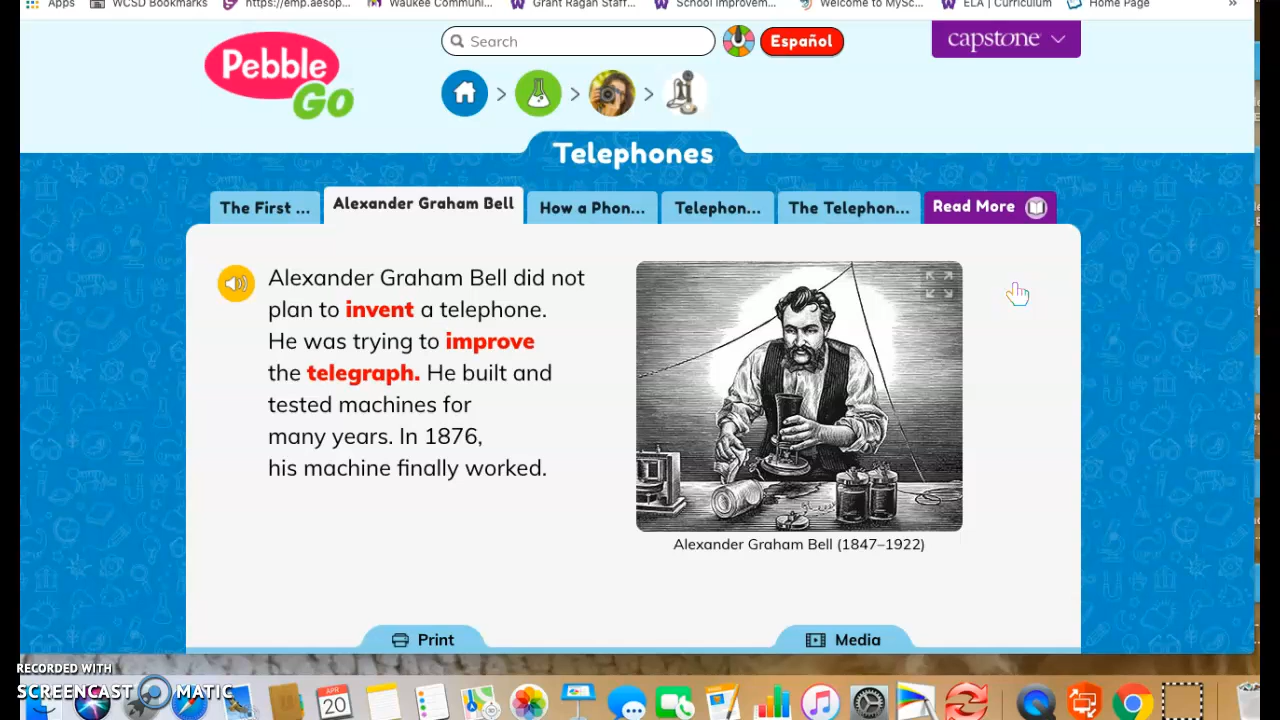 Apps WCSD Bookmarks https://emp.aesop... Waukee Communi... Grant Ragan Staff... School Improvem... Welcome to MySc... ELA | Curriculum Home Page »
Pebble Go
Search
Español
capstone
Telephones
The First ... Alexander Graham Bell How a Phon... Telephon... The Telephon... Read More
Alexander Graham Bell did not
plan to invent a telephone.
He was trying to improve
the telegraph. He built and
tested machines for
many years. In 1876,
his machine finally worked.
Alexander Graham Bell (1847–1922)
Print Media
RECORDED WITH
SCREENCAST MATIC
APR
20